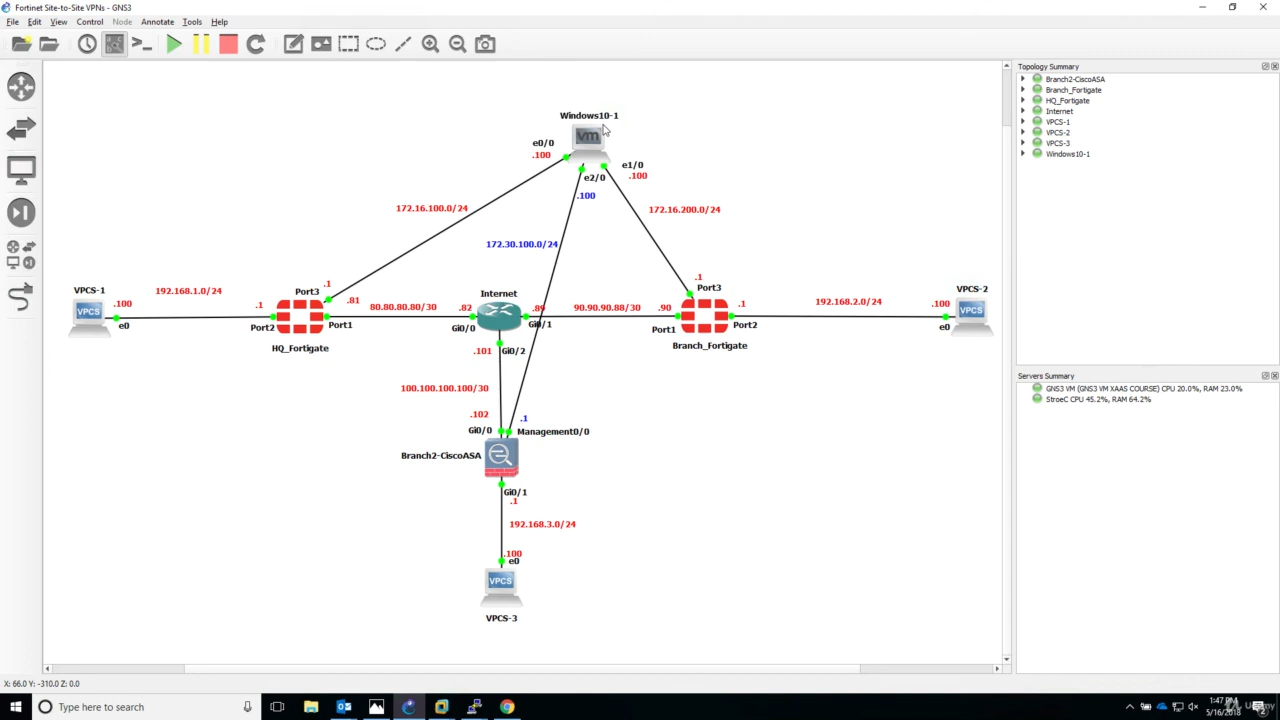 Fortinet Site-to-Site VPNs - GNS3
File Edit View Control Node Annotate Tools Help
Topology Summary
Branch2-CiscoASA
Branch_Fortigate
HQ_Fortigate
Internet
VPCS-1
VPCS-2
VPCS-3
Windows10-1
Servers Summary
GNS3 VM (GNS3 VM XAAS COURSE) CPU 20.0%, RAM 23.0%
StroeC CPU 45.2%, RAM 64.2%
Windows10-1
vm
e0/0
.100
e1/0
.100
e2/0
.100
172.16.100.0/24
172.16.200.0/24
172.30.100.0/24
VPCS-1
VPCS
.100
e0
192.168.1.0/24
Port3
.1
.1
Port2
.81
Port1
HQ_Fortigate
80.80.80.80/30
Internet
.82
Gi0/0
.89
Gi0/1
90.90.90.88/30
.1
Port3
.90
Port1
.1
Port2
Branch_Fortigate
192.168.2.0/24
VPCS-2
VPCS
.100
e0
.101
Gi0/2
100.100.100.100/30
.102
Gi0/0
.1
Management0/0
Branch2-CiscoASA
Gi0/1
.1
192.168.3.0/24
.100
e0
VPCS
VPCS-3
X: 66.0 Y: -310.0 Z: 0.0
Type here to search
1:47 PM
5/16/2018
2
Udemy